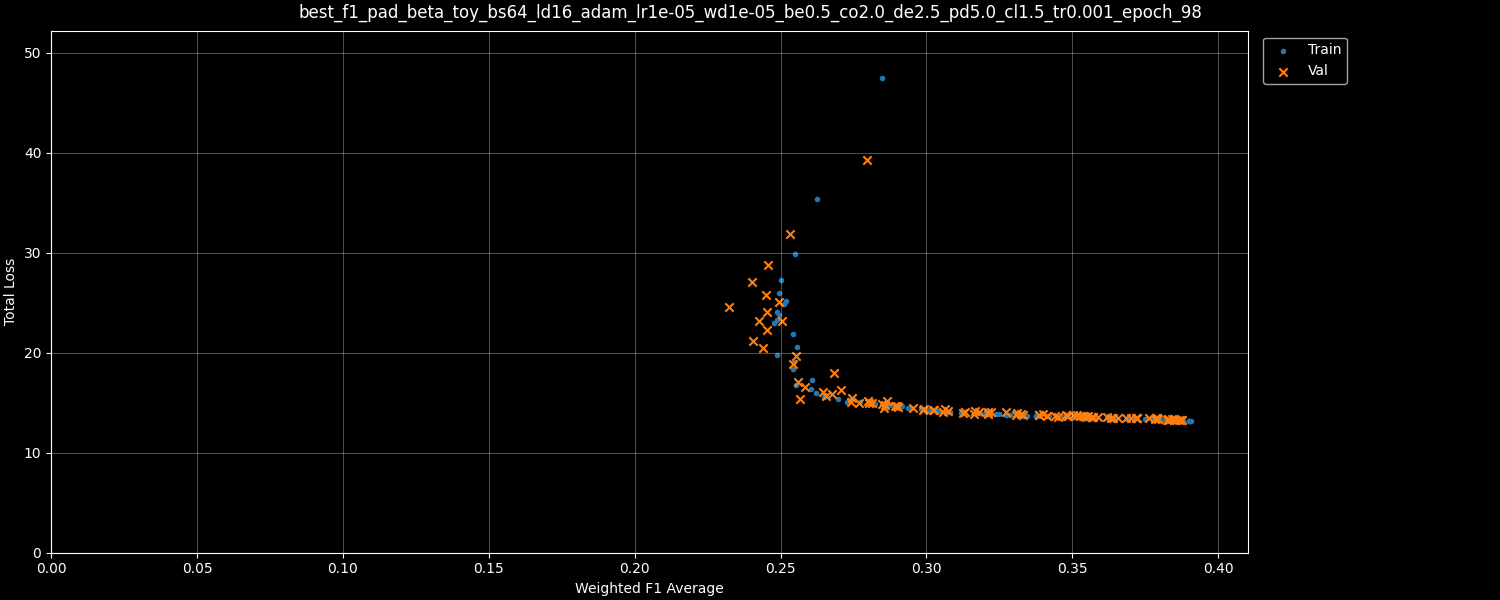 best_f1_pad_beta_toy_bs64_ld16_adam_lr1e-05_wd1e-05_be0.5_co2.0_de2.5_pd5.0_cl1.5_tr0.001_epoch_98
Train
Val
50
40
30
20
10
0
Total Loss
0.00 0.05 0.10 0.15 0.20 0.25 0.30 0.35 0.40
Weighted F1 Average